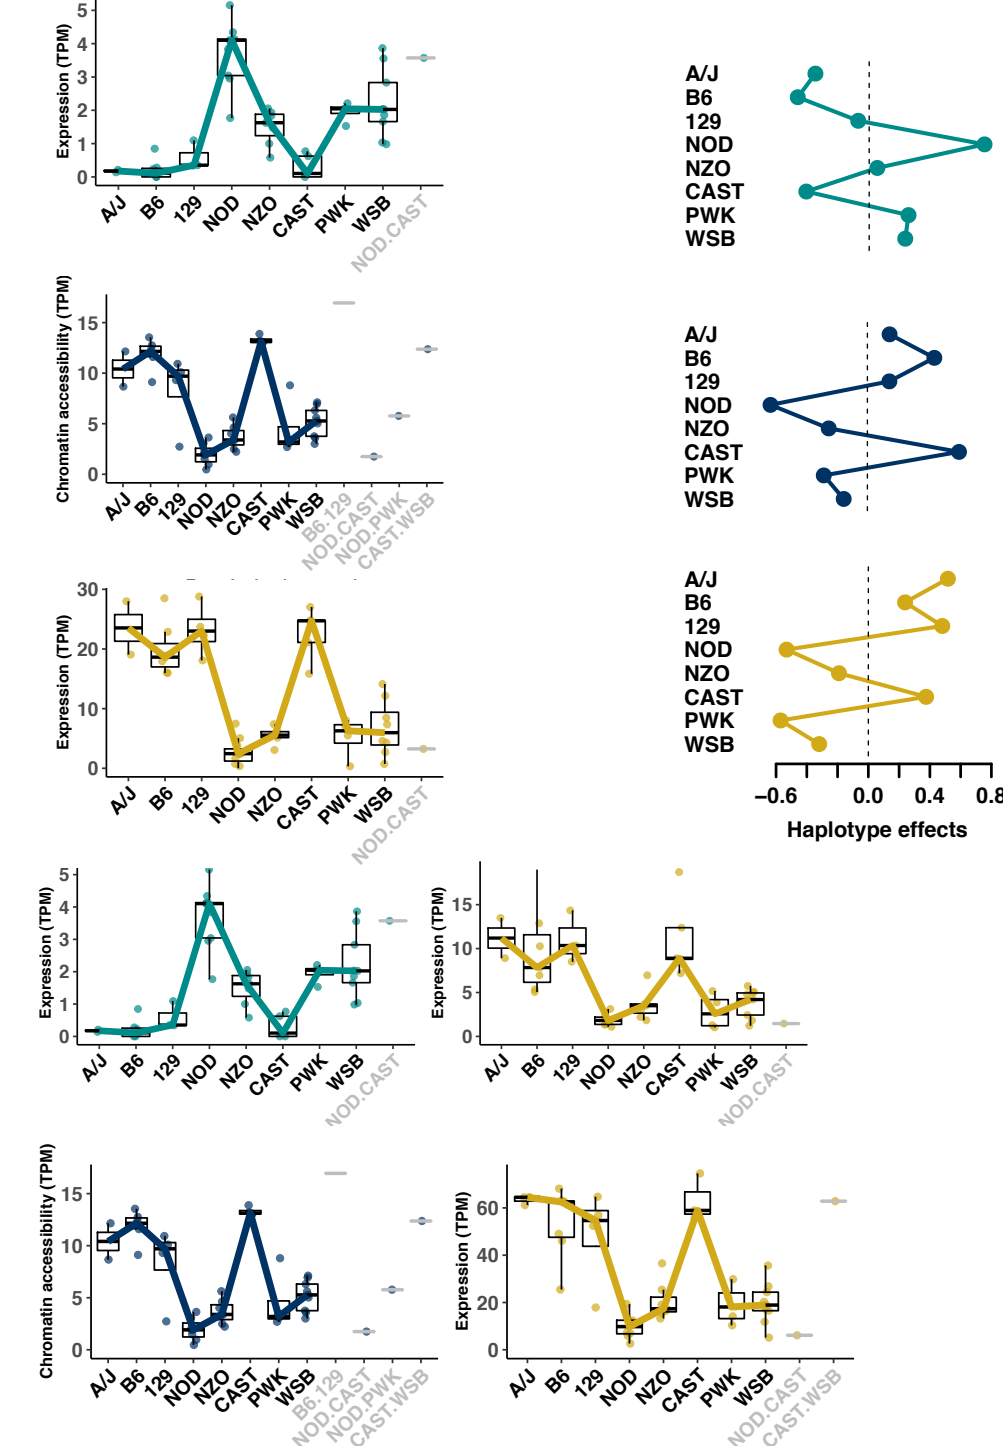 Expression (TPM)
5
4
3
2
1
0
A/J B6 129 NOD NZO CAST PWK WSB NOD.CAST
A/J
B6
129
NOD
NZO
CAST
PWK
WSB
Chromatin accessibility (TPM)
15
10
5
0
A/J B6 129 NOD NZO CAST PWK WSB B6.129 NOD.CAST NOD.PWK CAST.WSB
A/J
B6
129
NOD
NZO
CAST
PWK
WSB
Expression (TPM)
30
20
10
0
A/J B6 129 NOD NZO CAST PWK WSB NOD.CAST
A/J
B6
129
NOD
NZO
CAST
PWK
WSB
−0.6 0.0 0.4 0.8
Haplotype effects
Expression (TPM)
5
4
3
2
1
0
A/J B6 129 NOD NZO CAST PWK WSB NOD.CAST
Expression (TPM)
15
10
5
0
A/J B6 129 NOD NZO CAST PWK WSB NOD.CAST
Chromatin accessibility (TPM)
15
10
5
0
A/J B6 129 NOD NZO CAST PWK WSB B6.129 NOD.CAST NOD.PWK CAST.WSB
Expression (TPM)
60
40
20
0
A/J B6 129 NOD NZO CAST PWK WSB NOD.CAST CAST.WSB